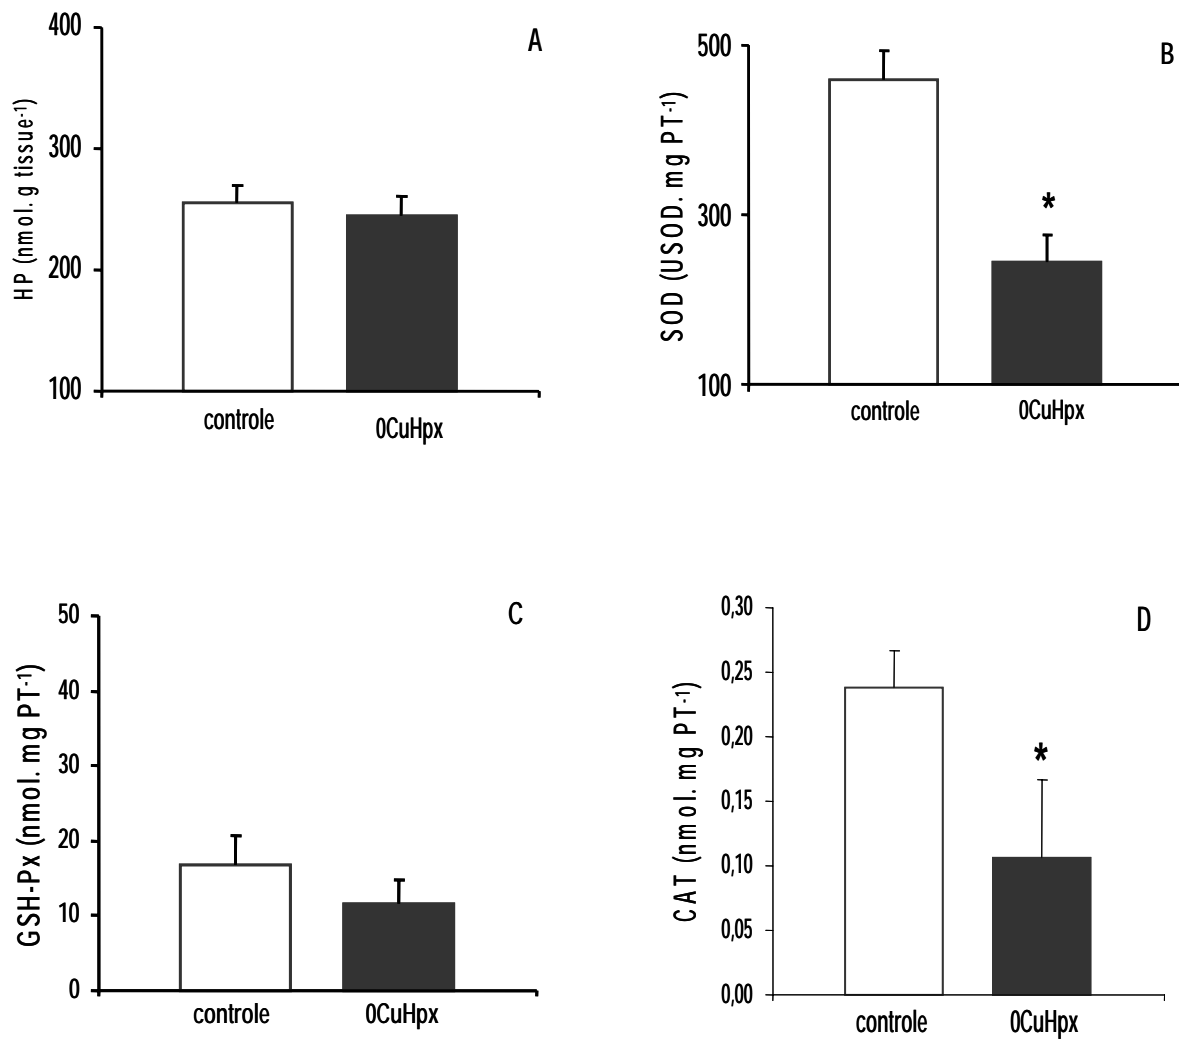 A
HP (nmol. g tissue-1)
400
300
200
100
controle
0CuHpx
B
SOD (USOD. mg PT-1)
500
300
100
*
controle
0CuHpx
C
GSH-Px (nmol. mg PT-1)
50
40
30
20
10
0
controle
0CuHpx
D
CAT (nmol. mg PT-1)
0,30
0,25
0,20
0,15
0,10
0,05
0,00
*
controle
0CuHpx